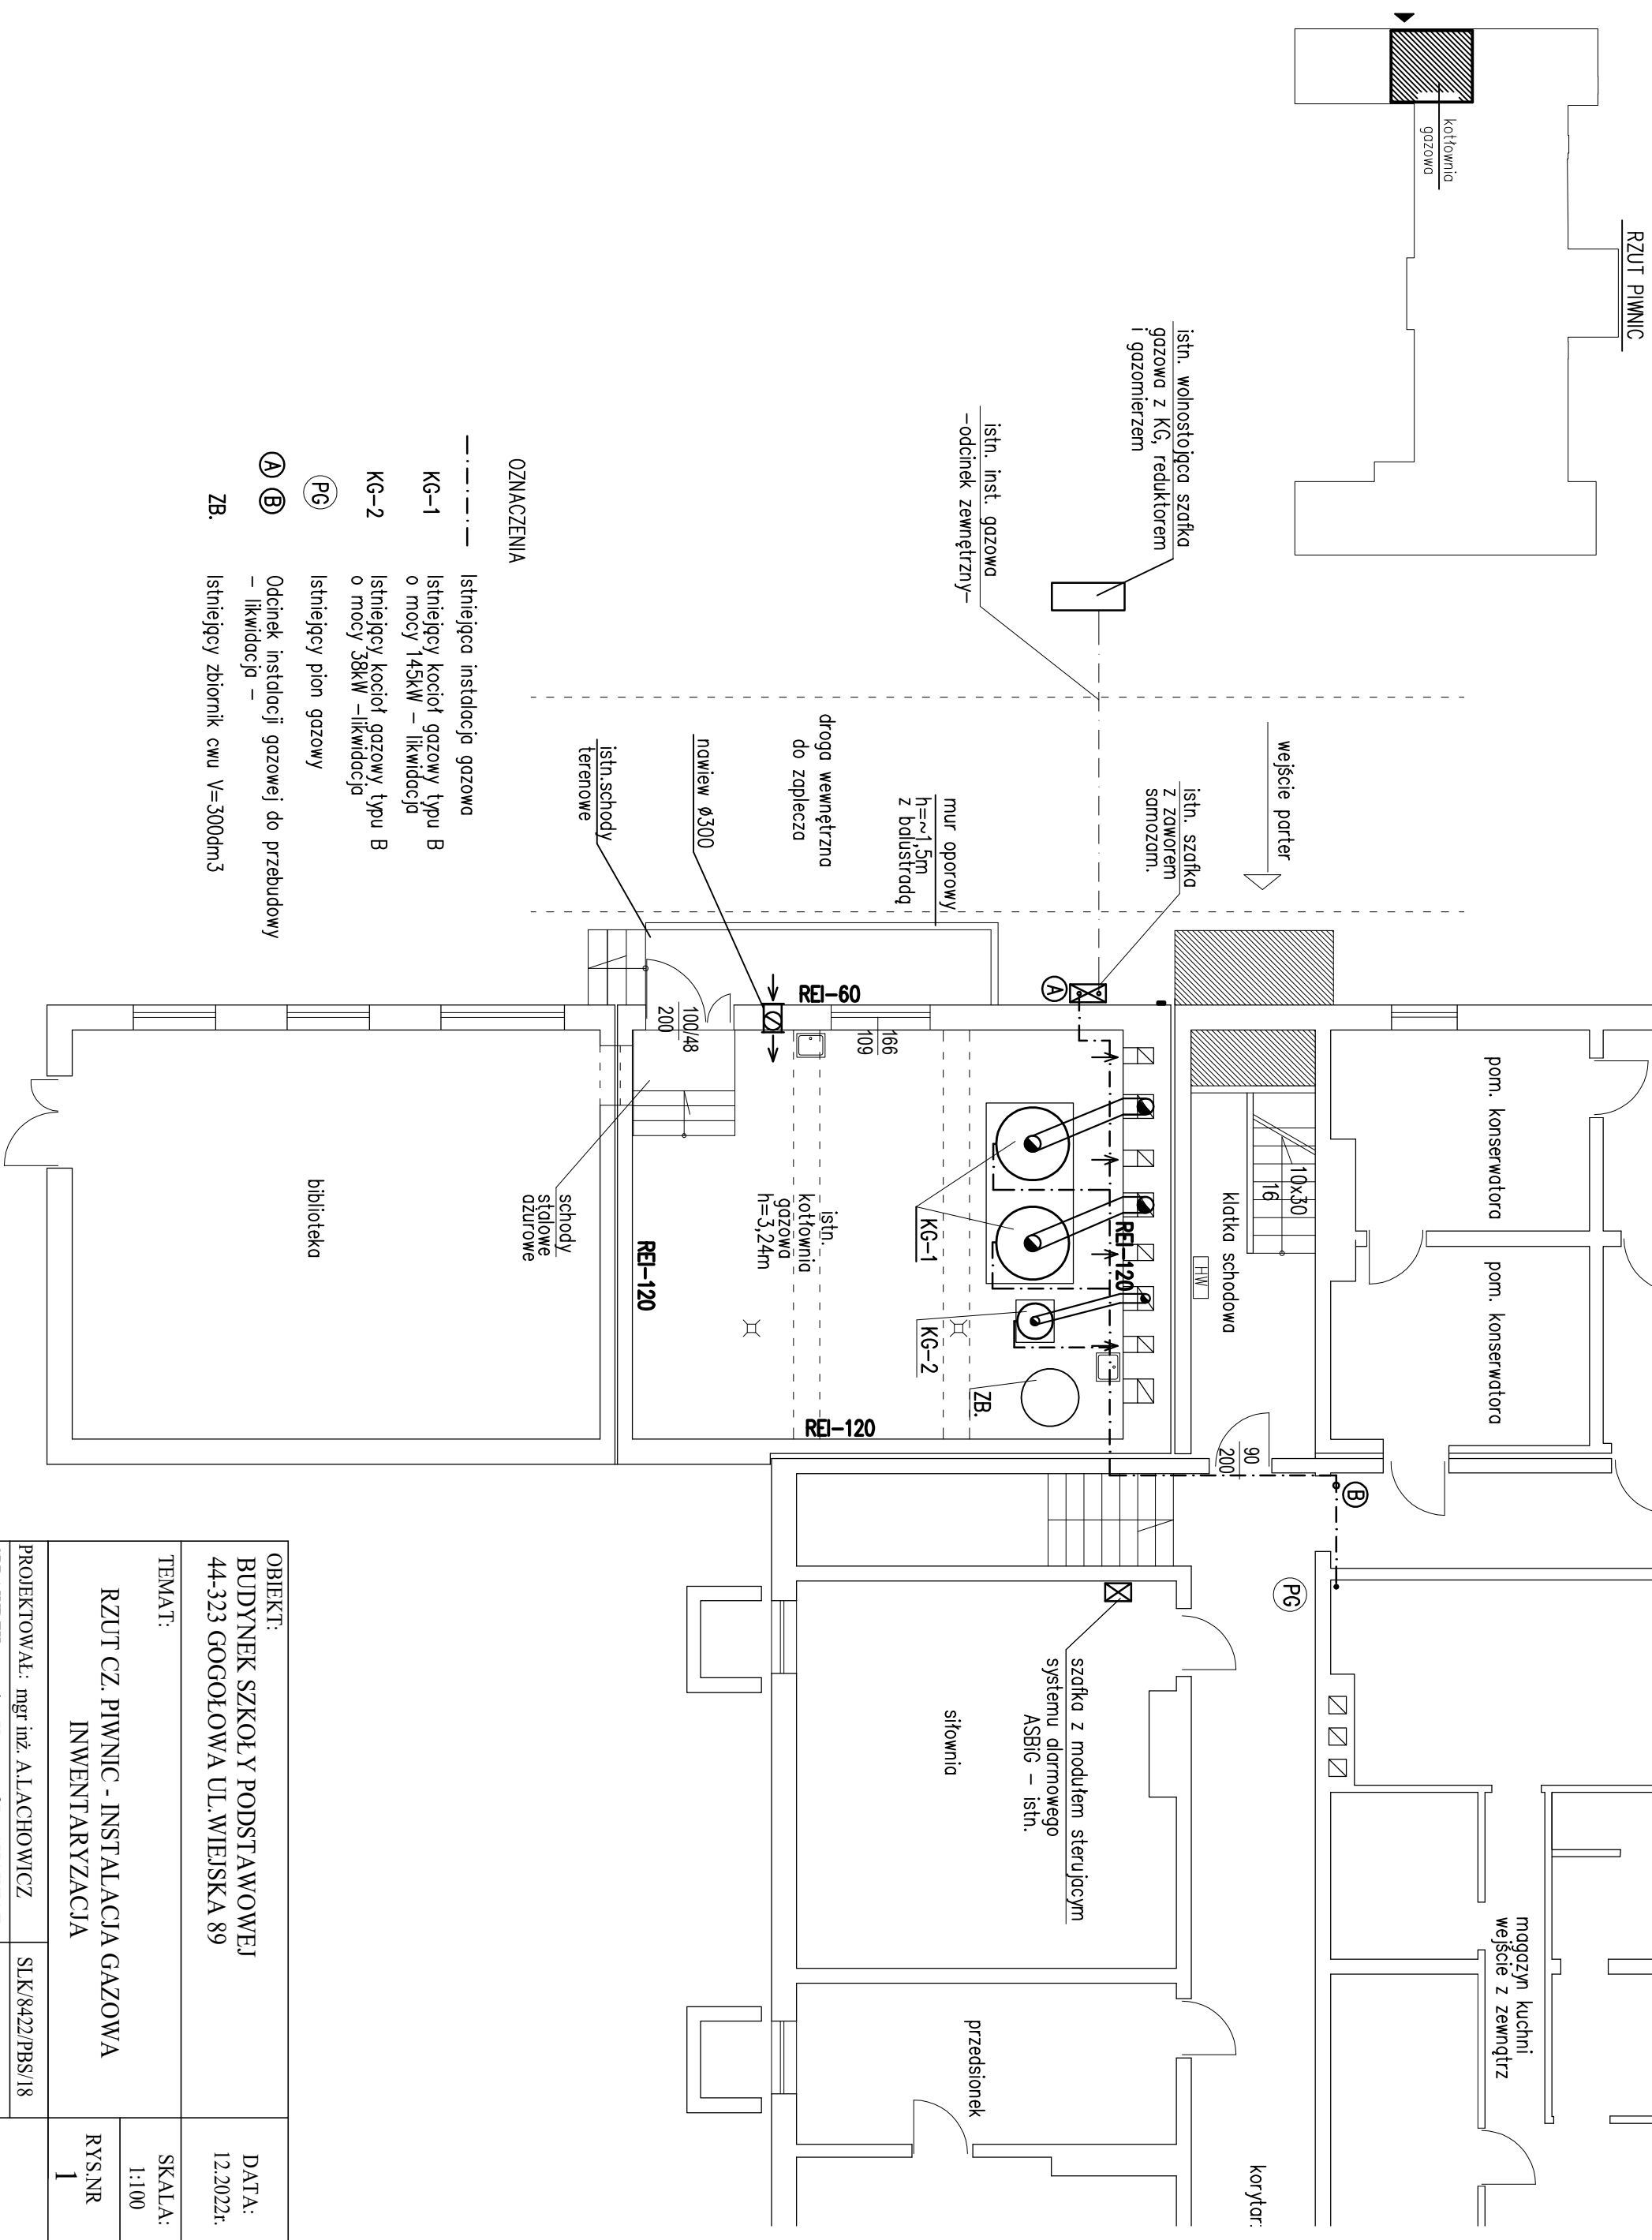 RZUT PIWNIC
kotłownia
gazowa
istn. wolnostojąca szafka
gazowa z KG, reduktorem
i gazomierzem
istn. inst. gazowa
-odcinek zewnętrzny-
wejście parter
istn. szafka
z zaworem
samozam.
mur oporowy
h=~1,5m
z balustradą
droga wewnętrzna
do zaplecza
nawiew ø300
istn.schody
terenowe
OZNACZENIA
Istniejąca instalacja gazowa
KG-1
Istniejący kocioł gazowy typu B
o mocy 145kW - likwidacja
KG-2
Istniejący kocioł gazowy typu B
o mocy 38kW -likwidacja
PG
Istniejący pion gazowy
A B
Odcinek instalacji gazowej do przebudowy
- likwidacja -
ZB.
Istniejący zbiornik cwu V=300dm3
pom. konserwatora
pom. konserwatora
10x30
16
klatka schodowa
HW
A
REI-60
166
109
100/48
200
REI-120
KG-1
KG-2
ZB.
istn.
kotłownia
gazowa
h=3,24m
REI-120
REI-120
schody
stalowe
ażurowe
biblioteka
90
200
B
PG
szafka z modułem sterującym
systemu alarmowego
ASBiG - istn.
siłownia
magazyn kuchni
wejście z zewnątrz
przedsionek
OBIEKT:
BUDYNEK SZKOŁY PODSTAWOWEJ
44-323 GOGOŁOWA UL.WIEJSKA 89
DATA:
12.2022r.
TEMAT:
RZUT CZ. PIWNIC - INSTALACJA GAZOWA
INWENTARYZACJA
SKALA:
1:100
RYS.NR
1
PROJEKTOWAŁ: mgr inż. A.LACHOWICZ
SLK/8422/PBS/18